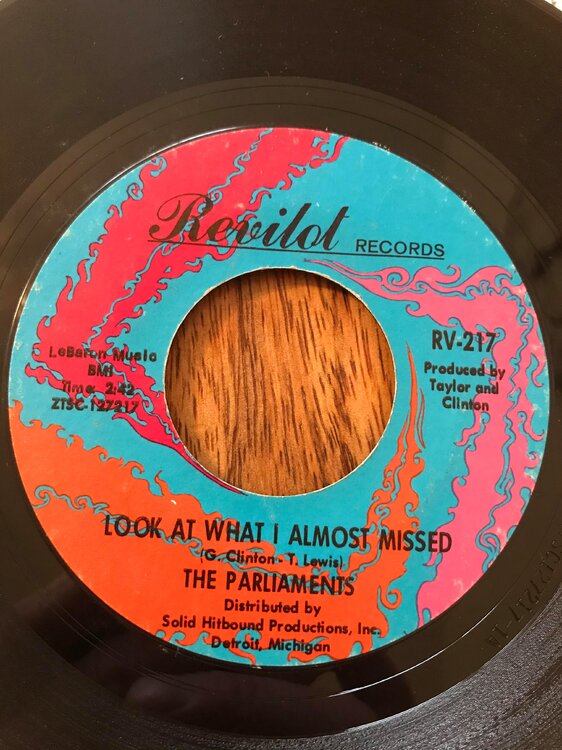 Revilot RECORDS
LeBaron Music
BMI
Time: 2:42
ZTSC-127217
RV-217
Produced by
Taylor and
Clinton
LOOK AT WHAT I ALMOST MISSED
(G. Clinton - T. Lewis)
THE PARLIAMENTS
Distributed by
Solid Hitbound Productions, Inc.
Detroit, Michigan